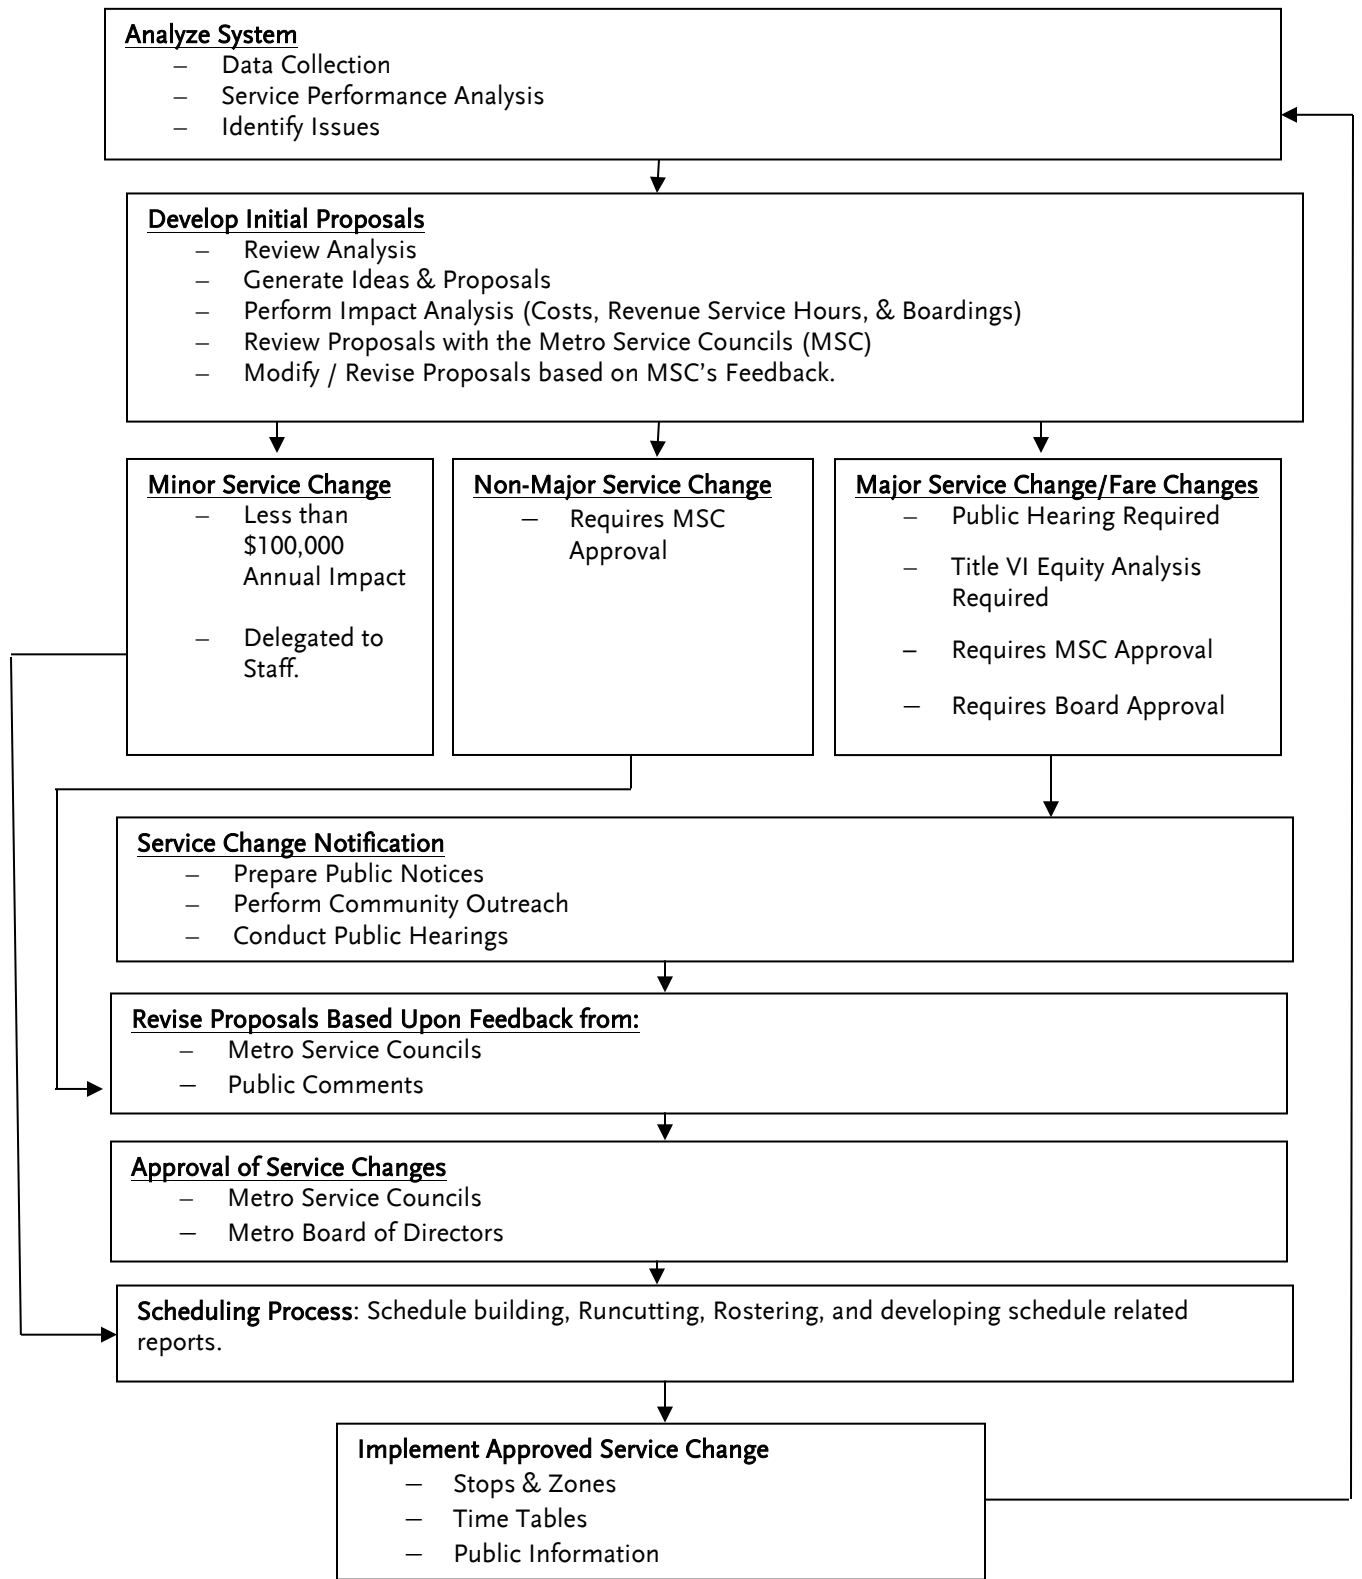 Analyze System
– Data Collection
– Service Performance Analysis
– Identify Issues
Develop Initial Proposals
– Review Analysis
– Generate Ideas & Proposals
– Perform Impact Analysis (Costs, Revenue Service Hours, & Boardings)
– Review Proposals with the Metro Service Councils (MSC)
– Modify / Revise Proposals based on MSC's Feedback.
Minor Service Change
– Less than
$100,000
Annual Impact
– Delegated to
Staff.
Non-Major Service Change
– Requires MSC
Approval
Major Service Change/Fare Changes
– Public Hearing Required
– Title VI Equity Analysis
Required
– Requires MSC Approval
– Requires Board Approval
Service Change Notification
– Prepare Public Notices
– Perform Community Outreach
– Conduct Public Hearings
Revise Proposals Based Upon Feedback from:
– Metro Service Councils
– Public Comments
Approval of Service Changes
– Metro Service Councils
– Metro Board of Directors
Scheduling Process: Schedule building, Runcutting, Rostering, and developing schedule related
reports.
Implement Approved Service Change
– Stops & Zones
– Time Tables
– Public Information